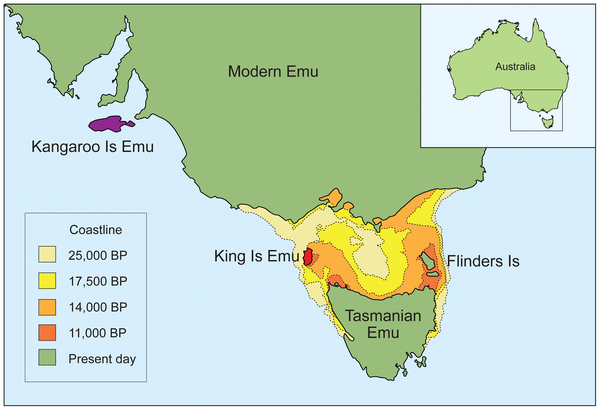 Modern Emu
Australia
Kangaroo Is Emu
King Is Emu
Flinders Is
Tasmanian
Emu
Coastline
25,000 BP
17,500 BP
14,000 BP
11,000 BP
Present day